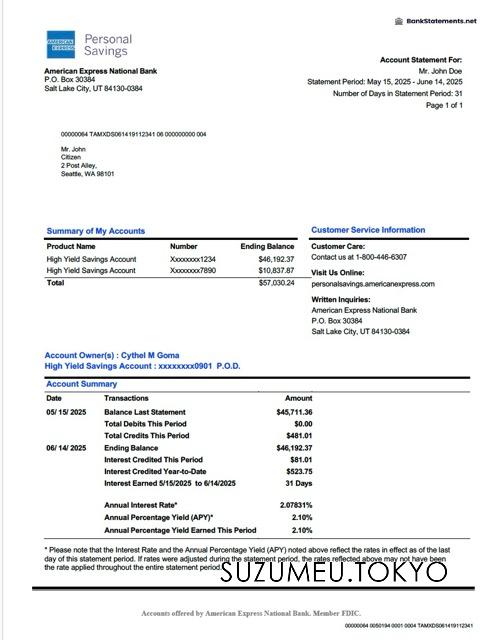 BankStatements.net
AMERICAN EXPRESS
Personal
Savings
American Express National Bank
P.O. Box 30384
Salt Lake City, UT 84130-0384
Account Statement For:
Mr. John Doe
Statement Period: May 15, 2025 - June 14, 2025
Number of Days in Statement Period: 31
Page 1 of 1
00000064 TAMXDS061419112341 06 000000000 004
Mr. John
Citizen
2 Post Alley,
Seattle, WA 98101
Summary of My Accounts
Product Name Number Ending Balance
High Yield Savings Account Xxxxxxxx1234 $46,192.37
High Yield Savings Account Xxxxxxxx7890 $10,837.87
Total $57,030.24
Customer Service Information
Customer Care:
Contact us at 1-800-446-6307
Visit Us Online:
personalsavings.americanexpress.com
Written Inquiries:
American Express National Bank
P.O. Box 30384
Salt Lake City, UT 84130-0384
Account Owner(s) : Cythel M Goma
High Yield Savings Account : xxxxxxxx0901 P.O.D.
Account Summary
Date Transactions Amount
05/ 15/ 2025 Balance Last Statement $45,711.36
Total Debits This Period $0.00
Total Credits This Period $481.01
06/ 14/ 2025 Ending Balance $46,192.37
Interest Credited This Period $81.01
Interest Credited Year-to-Date $523.75
Interest Earned 5/15/2025 to 6/14/2025 31 Days
Annual Interest Rate* 2.07831%
Annual Percentage Yield (APY)* 2.10%
Annual Percentage Yield Earned This Period 2.10%
* Please note that the Interest Rate and the Annual Percentage Yield (APY) noted above reflect the rates in effect as of the last
day of this statement period. If rates were adjusted during the statement period, the rates reflected above may not have been
the rate applied throughout the entire statement period.
SUZUMEU.TOKYO
Accounts offered by American Express National Bank. Member FDIC.
00000064 0050194 0001 0004 TAMXDS061419112341